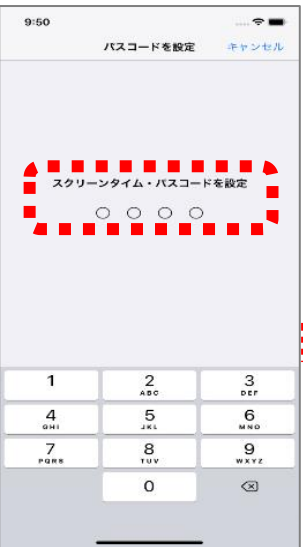 9:50
パスコードを設定 キャンセル
スクリーンタイム・パスコードを設定
1 2 3
ABC DEF
4 5 6
GHI JKL MNO
7 8 9
PQRS TUV WXYZ
0